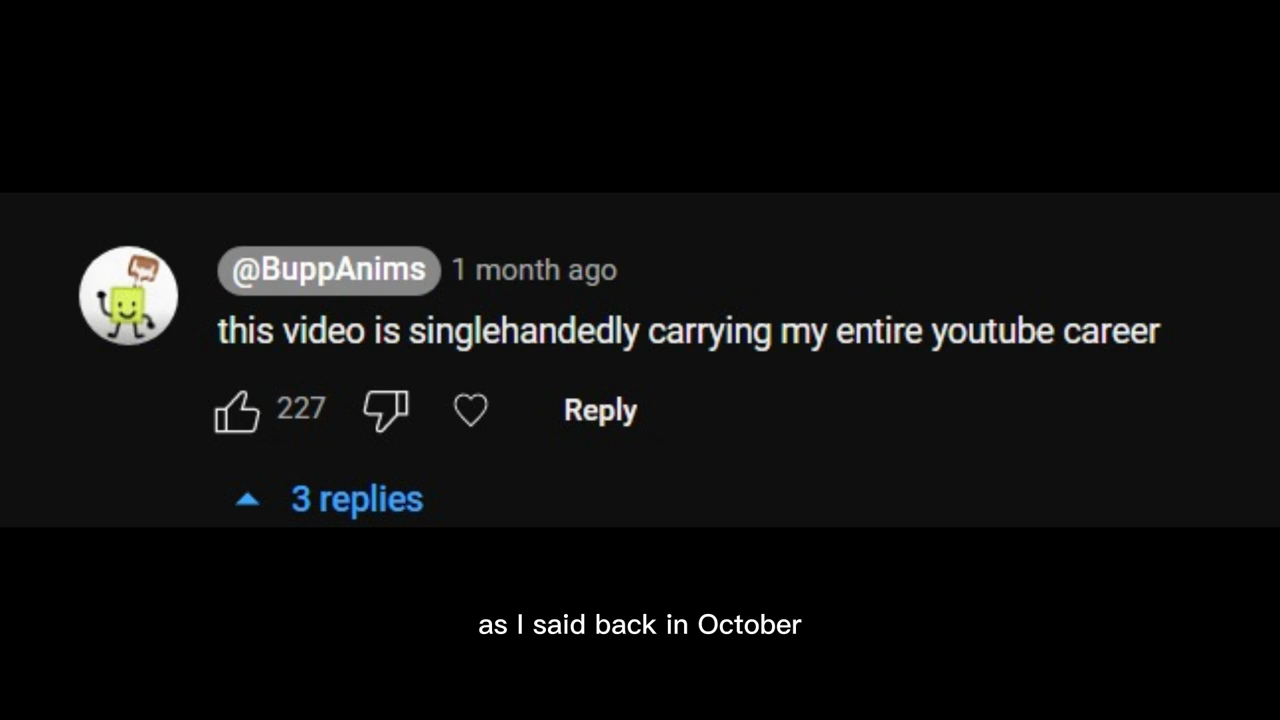 @BuppAnims 1 month ago
this video is singlehandedly carrying my entire youtube career
227 Reply
3 replies
as I said back in October